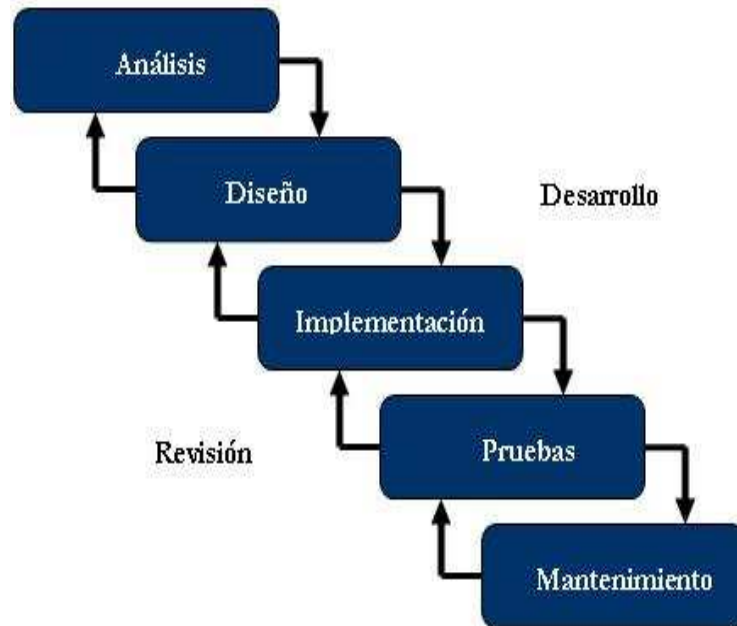 Análisis
Diseño
Desarrollo
Implementación
Revisión
Pruebas
Mantenimiento